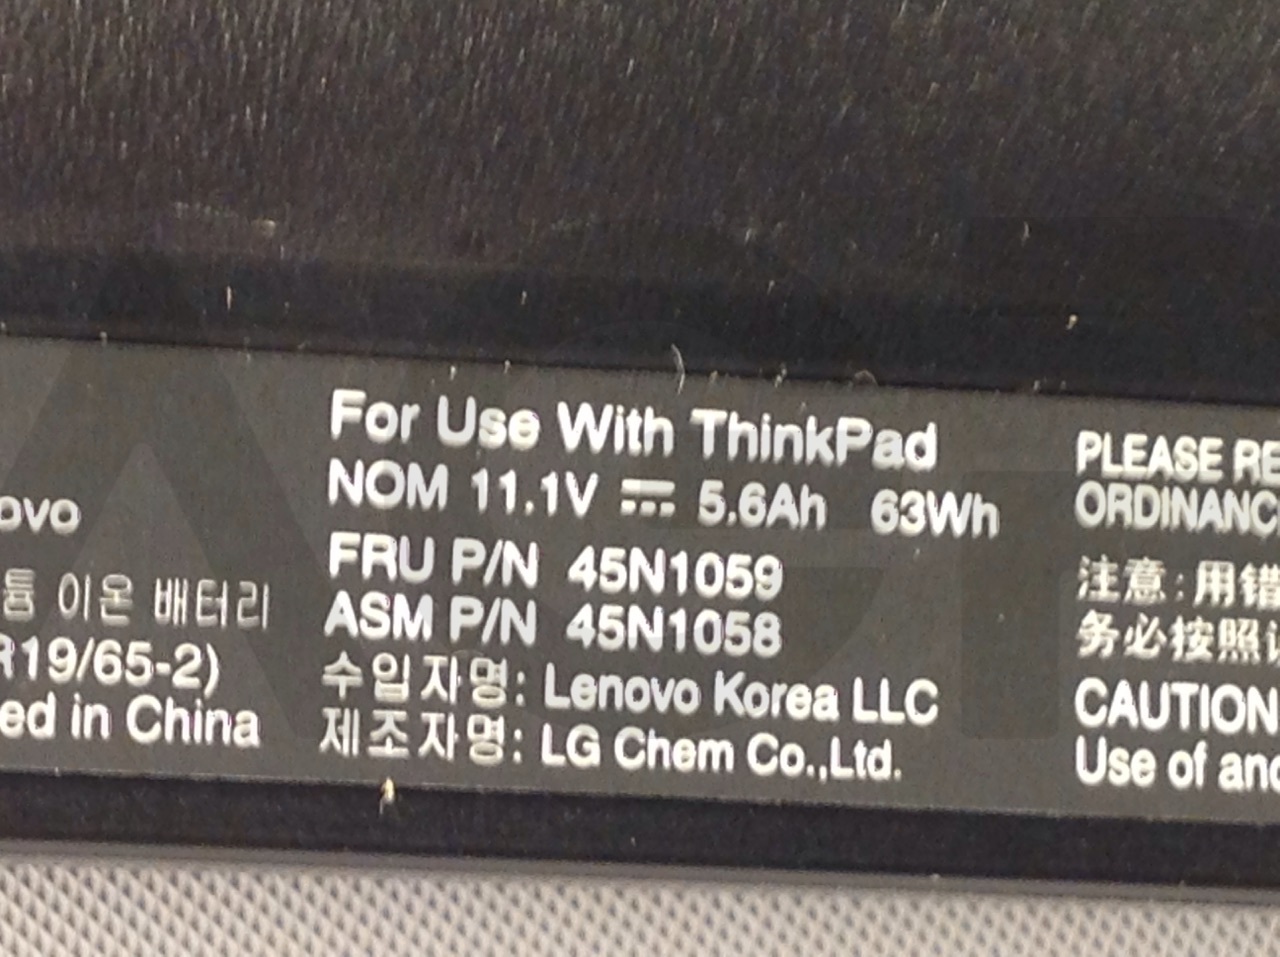 ovo
튬 이온 배터리
R19/65-2)
ed in China
For Use With ThinkPad
NOM 11.1V ⎓ 5.6Ah 63Wh
FRU P/N 45N1059
ASM P/N 45N1058
수입자명: Lenovo Korea LLC
제조자명: LG Chem Co.,Ltd.
PLEASE RE
ORDINANC
注意:用错
务必按照
CAUTION
Use of and